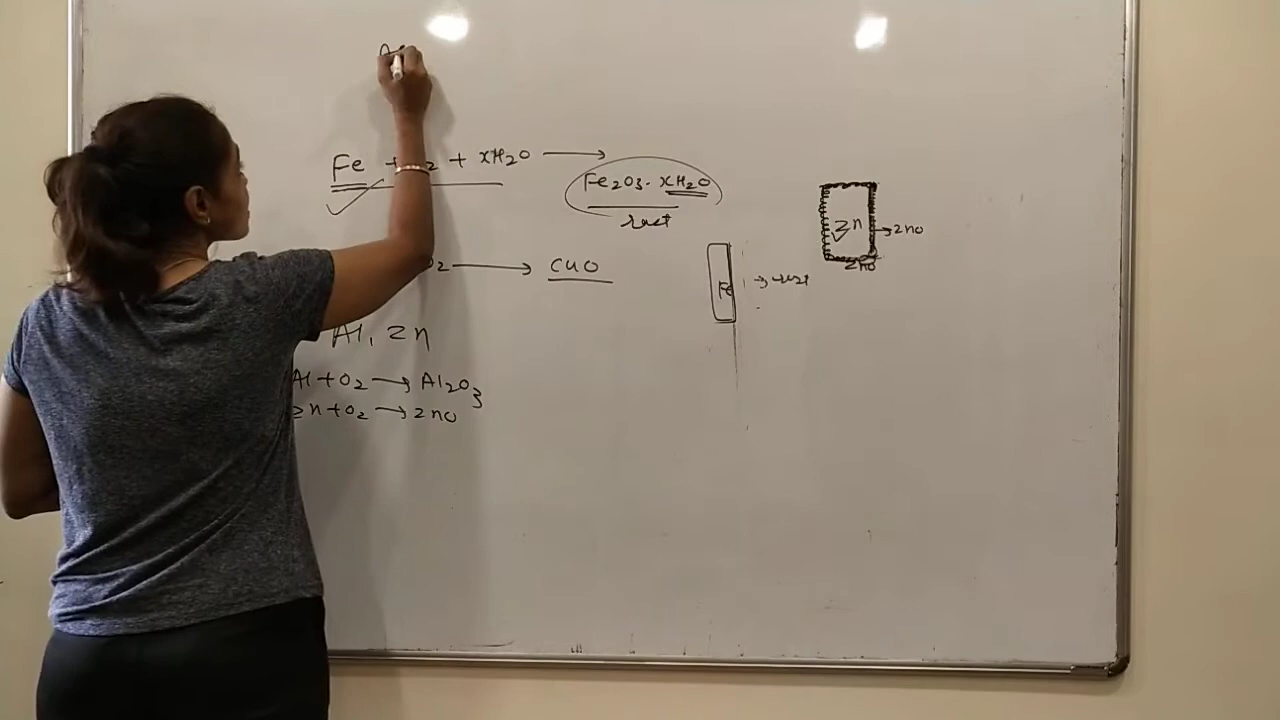 Fe + O2 + xH2O →
Fe2O3. xH2O
rust
O2 → CuO
Al, Zn
Al + O2 → Al2O3
Zn + O2 → ZnO
Fe → rust
Zn → ZnO
ZnO